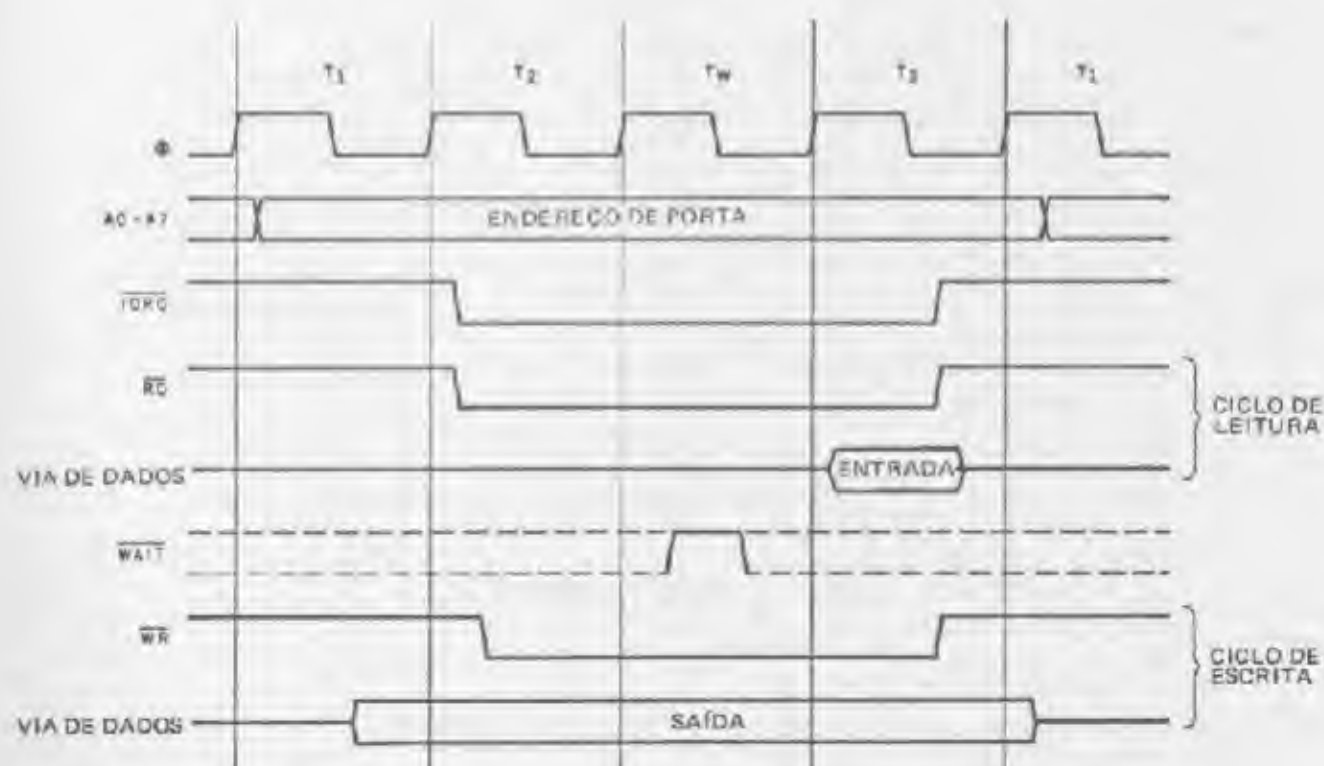 T1 T2 TW T3 T1
Φ
A0-A7 ENDEREÇO DE PORTA
IORQ
RD
CICLO DE
LEITURA
VIA DE DADOS ENTRADA
WAIT
WR
CICLO DE
ESCRITA
VIA DE DADOS SAÍDA